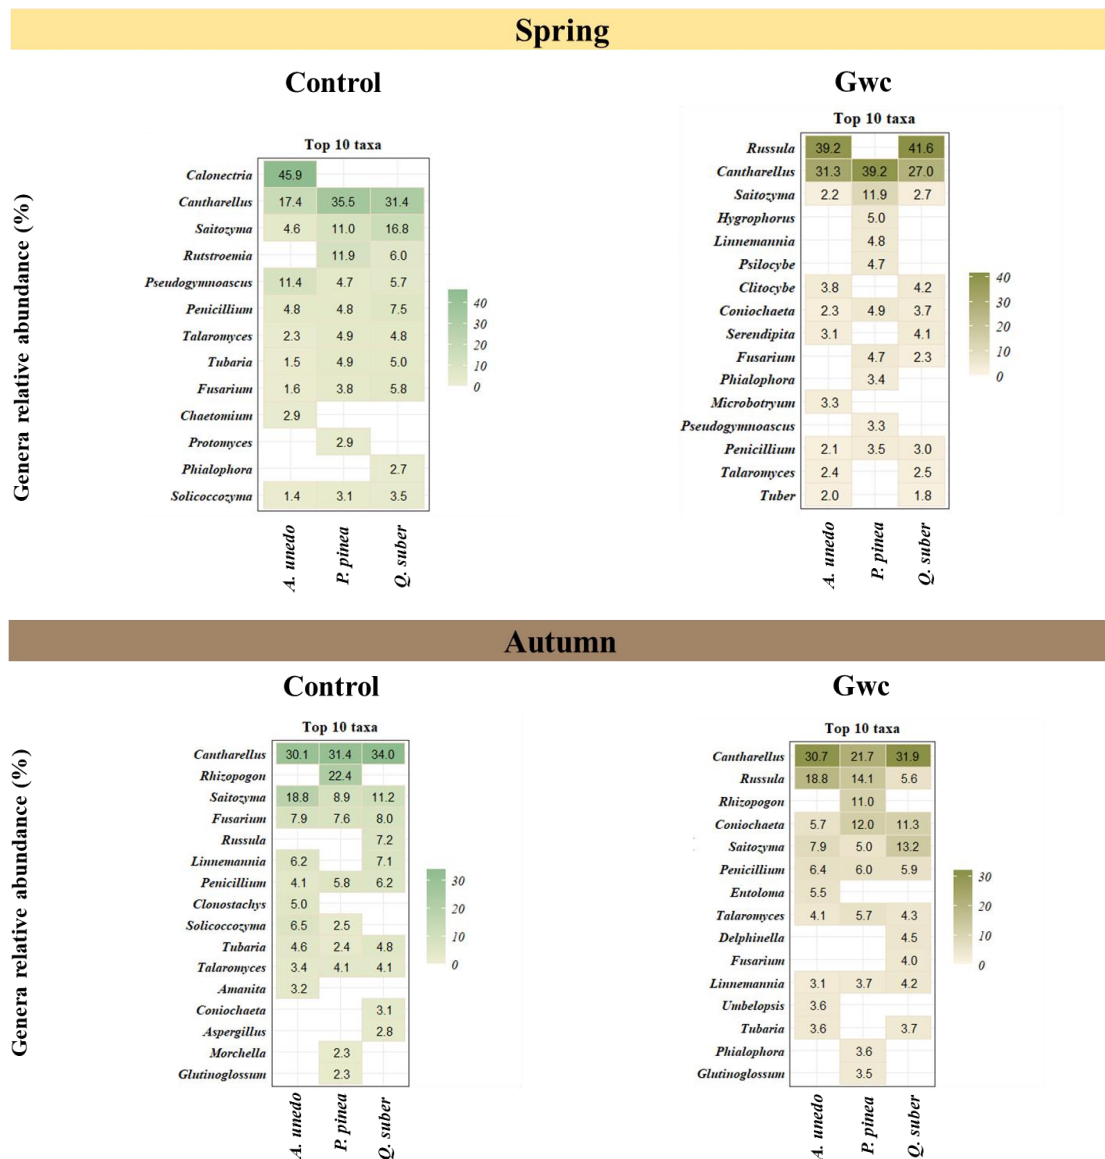 Spring
Control
Gwc
Genera relative abundance (%)
Top 10 taxa
Calonectria 45.9
Cantharellus 17.4 35.5 31.4
Saitozyma 4.6 11.0 16.8
Rutstroemia 11.9 6.0
Pseudogymnoascus 11.4 4.7 5.7
Penicillium 4.8 4.8 7.5
Talaromyces 2.3 4.9 4.8
Tubaria 1.5 4.9 5.0
Fusarium 1.6 3.8 5.8
Chaetomium 2.9
Protomyces 2.9
Phialophora 2.7
Solicoccozyma 1.4 3.1 3.5
A. unedo
P. pinea
Q. suber
40
30
20
10
0
Top 10 taxa
Russula 39.2 41.6
Cantharellus 31.3 39.2 27.0
Saitozyma 2.2 11.9 2.7
Hygrophorus 5.0
Linnemannia 4.8
Psilocybe 4.7
Clitocybe 3.8 4.2
Coniochaeta 2.3 4.9 3.7
Serendipita 3.1 4.1
Fusarium 4.7 2.3
Phialophora 3.4
Microbotryum 3.3
Pseudogymnoascus 3.3
Penicillium 2.1 3.5 3.0
Talaromyces 2.4 2.5
Tuber 2.0 1.8
A. unedo
P. pinea
Q. suber
40
30
20
10
0
Autumn
Control
Gwc
Genera relative abundance (%)
Top 10 taxa
Cantharellus 30.1 31.4 34.0
Rhizopogon 22.4
Saitozyma 18.8 8.9 11.2
Fusarium 7.9 7.6 8.0
Russula 7.2
Linnemannia 6.2 7.1
Penicillium 4.1 5.8 6.2
Clonostachys 5.0
Solicoccozyma 6.5 2.5
Tubaria 4.6 2.4 4.8
Talaromyces 3.4 4.1 4.1
Amanita 3.2
Coniochaeta 3.1
Aspergillus 2.8
Morchella 2.3
Glutinoglossum 2.3
A. unedo
P. pinea
Q. suber
30
20
10
0
Top 10 taxa
Cantharellus 30.7 21.7 31.9
Russula 18.8 14.1 5.6
Rhizopogon 11.0
Coniochaeta 5.7 12.0 11.3
Saitozyma 7.9 5.0 13.2
Penicillium 6.4 6.0 5.9
Entoloma 5.5
Talaromyces 4.1 5.7 4.3
Delphinella 4.5
Fusarium 4.0
Linnemannia 3.1 3.7 4.2
Umbelopsis 3.6
Tubaria 3.6 3.7
Phialophora 3.6
Glutinoglossum 3.5
A. unedo
P. pinea
Q. suber
30
20
10
0